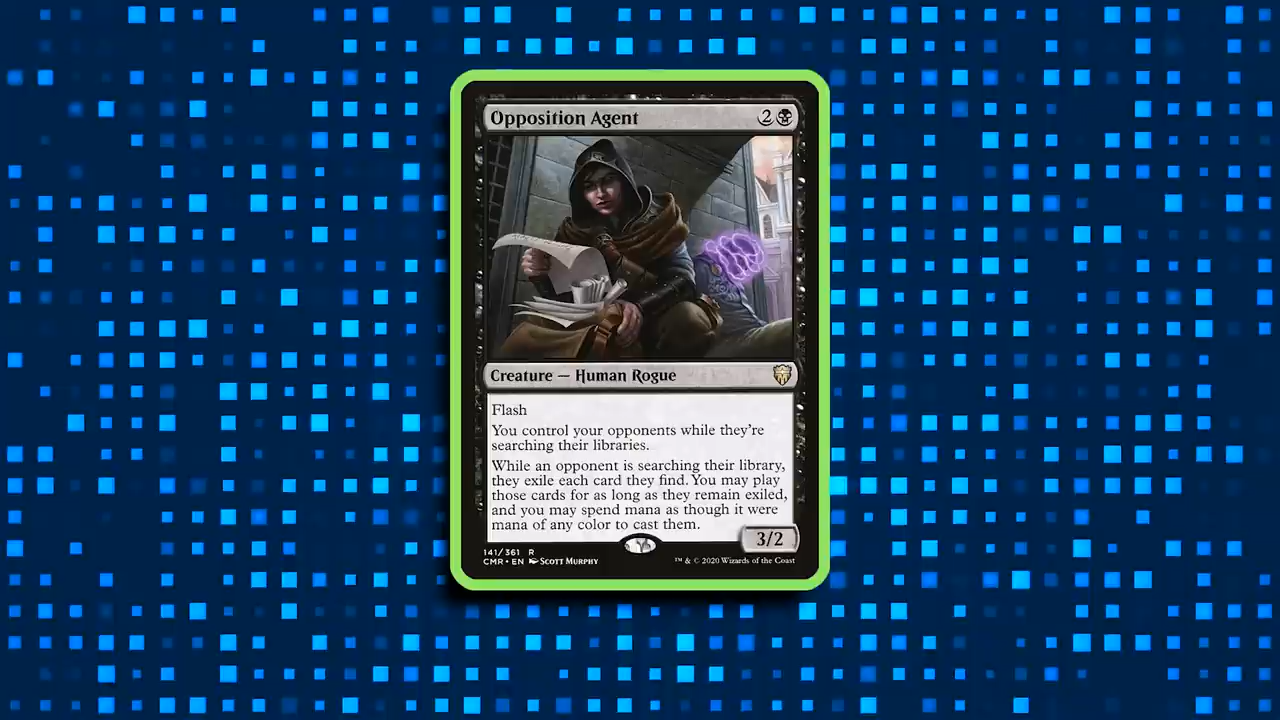 Opposition Agent 2
Creature — Human Rogue
Flash
You control your opponents while they're
searching their libraries.
While an opponent is searching their library,
they exile each card they find. You may play
those cards for as long as they remain exiled,
and you may spend mana as though it were
mana of any color to cast them.
3/2
141/361 R
CMR • EN Scott Murphy
™ & © 2020 Wizards of the Coast